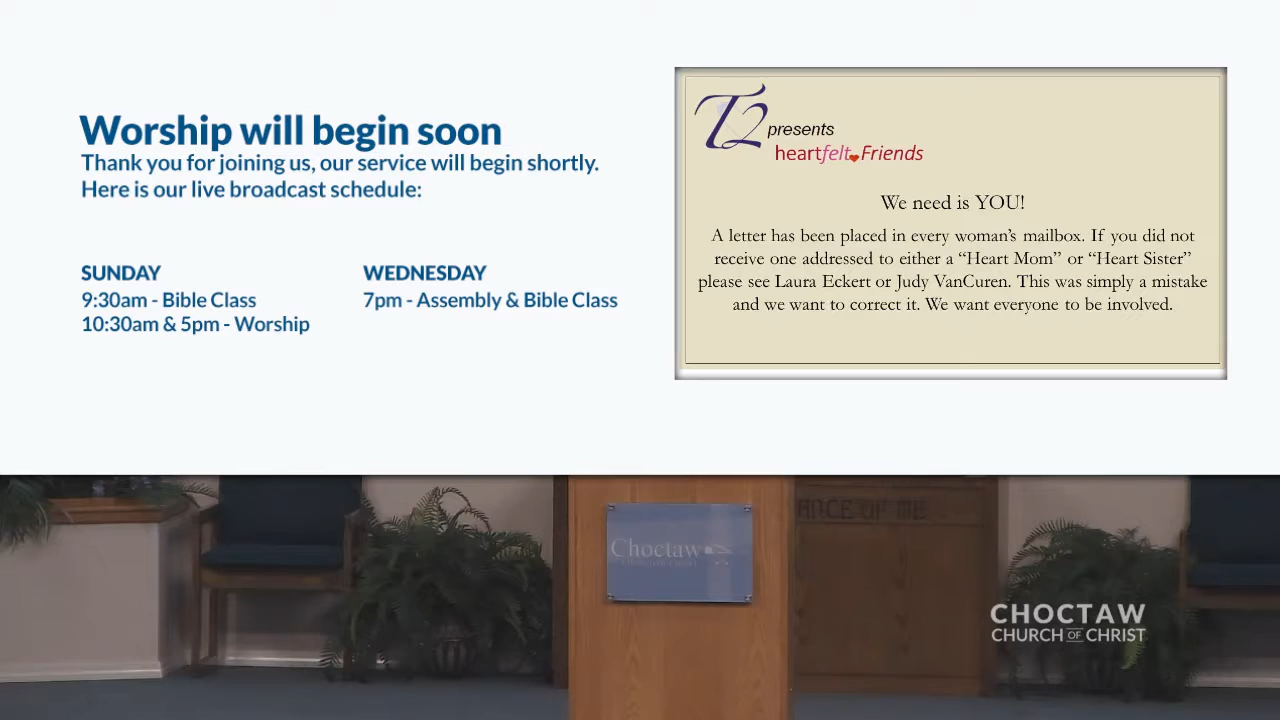 Worship will begin soon
Thank you for joining us, our service will begin shortly.
Here is our live broadcast schedule:
SUNDAY
9:30am - Bible Class
10:30am & 5pm - Worship
WEDNESDAY
7pm - Assembly & Bible Class
T2 presents
heartfelt Friends
We need is YOU!
A letter has been placed in every woman’s mailbox. If you did not
receive one addressed to either a “Heart Mom” or “Heart Sister”
please see Laura Eckert or Judy VanCuren. This was simply a mistake
and we want to correct it. We want everyone to be involved.
ANCE OF ME
Choctaw
CHOCTAW
CHURCH OF CHRIST